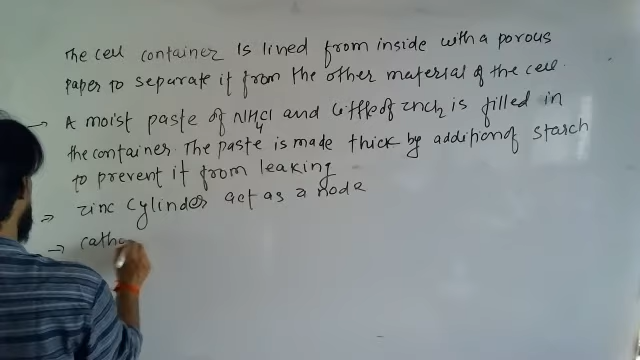 The cell container is lined from inside with a porous
paper to separate it from the other material of the cell.
→ A moist paste of NH4Cl and little of ZnCl2 is filled in
the container. The paste is made thick by addition of starch
to prevent it from leaking
→ zinc cylinder act as anode
→ catho